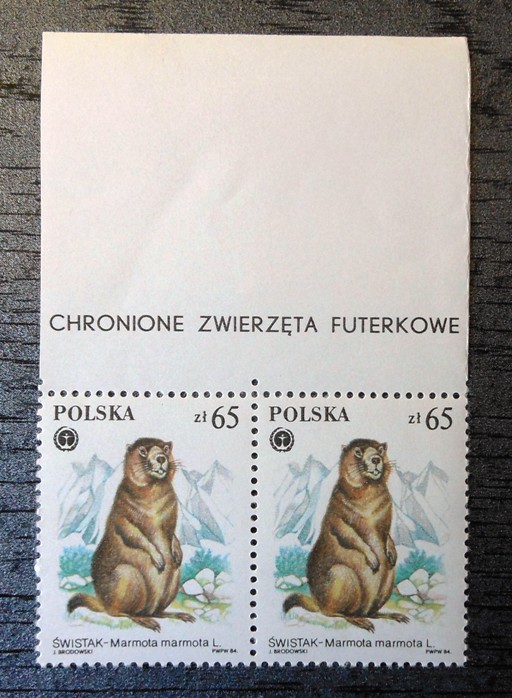 CHRONIONE ZWIERZĘTA FUTERKOWE
POLSKA zł 65
ŚWISTAK-Marmota marmota L.
J. BRODOWSKI PWPW 84.
POLSKA zł 65
ŚWISTAK-Marmota marmota L.
J. BRODOWSKI PWPW 84.